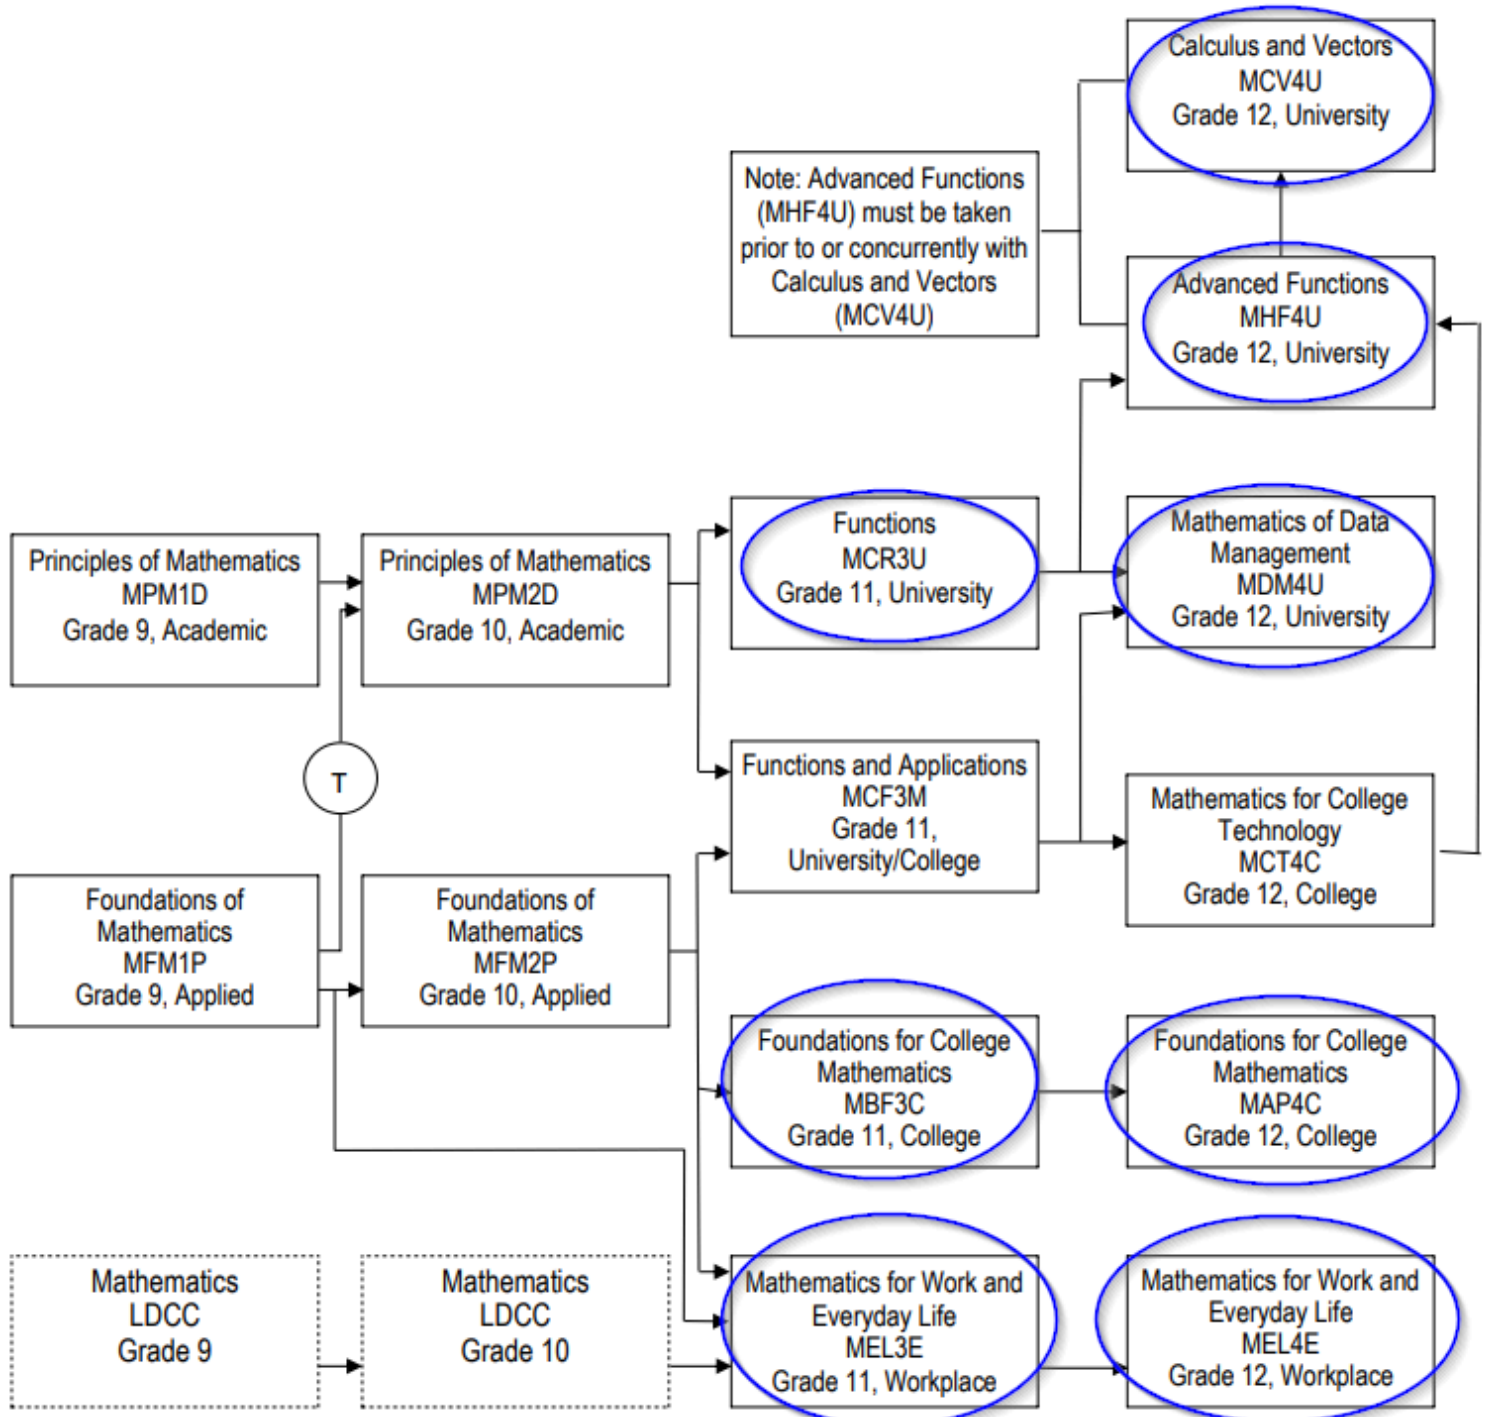 Calculus and Vectors
MCV4U
Grade 12, University
Note: Advanced Functions
(MHF4U) must be taken
prior to or concurrently with
Calculus and Vectors
(MCV4U)
Advanced Functions
MHF4U
Grade 12, University
Principles of Mathematics
MPM1D
Grade 9, Academic
Principles of Mathematics
MPM2D
Grade 10, Academic
Functions
MCR3U
Grade 11, University
Mathematics of Data
Management
MDM4U
Grade 12, University
T
Functions and Applications
MCF3M
Grade 11,
University/College
Mathematics for College
Technology
MCT4C
Grade 12, College
Foundations of
Mathematics
MFM1P
Grade 9, Applied
Foundations of
Mathematics
MFM2P
Grade 10, Applied
Foundations for College
Mathematics
MBF3C
Grade 11, College
Foundations for College
Mathematics
MAP4C
Grade 12, College
Mathematics
LDCC
Grade 9
Mathematics
LDCC
Grade 10
Mathematics for Work and
Everyday Life
MEL3E
Grade 11, Workplace
Mathematics for Work and
Everyday Life
MEL4E
Grade 12, Workplace